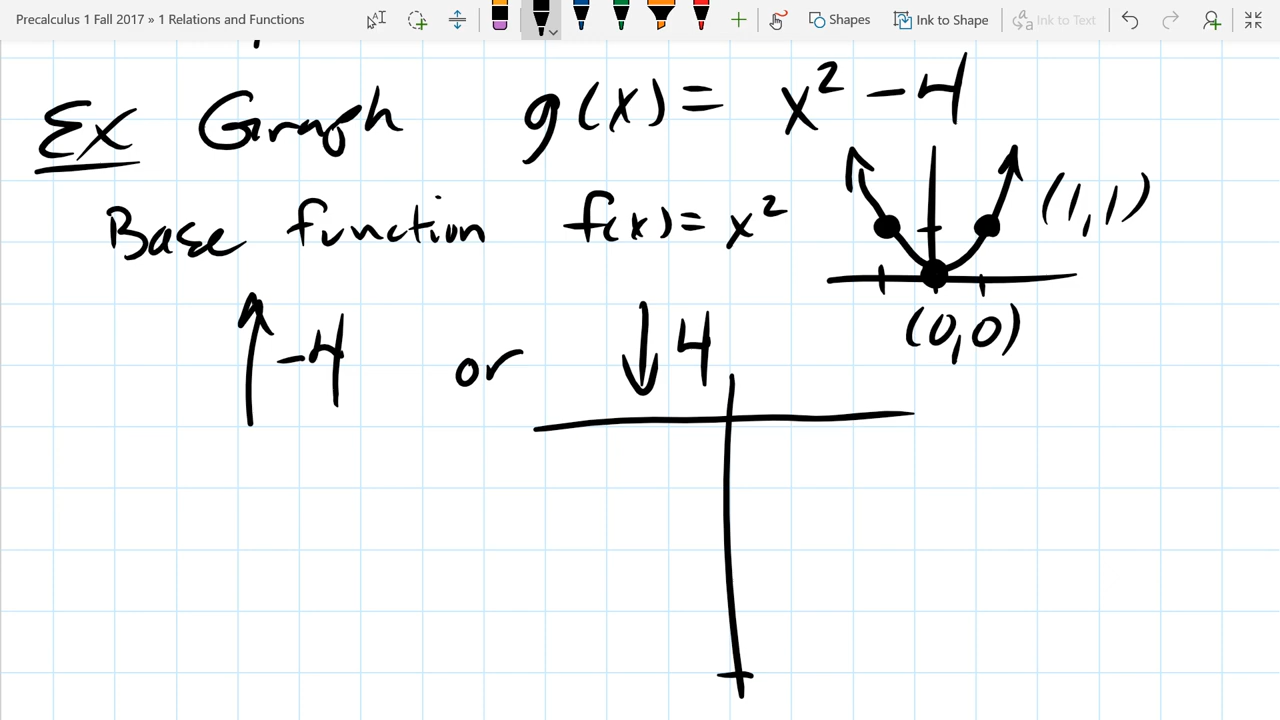 Precalculus 1 Fall 2017 » 1 Relations and Functions Shapes Ink to Shape Ink to Text
Ex Graph g(x) = x² - 4
Base function f(x) = x² (1,1)
(0,0)
↑ -4 or ↓ 4